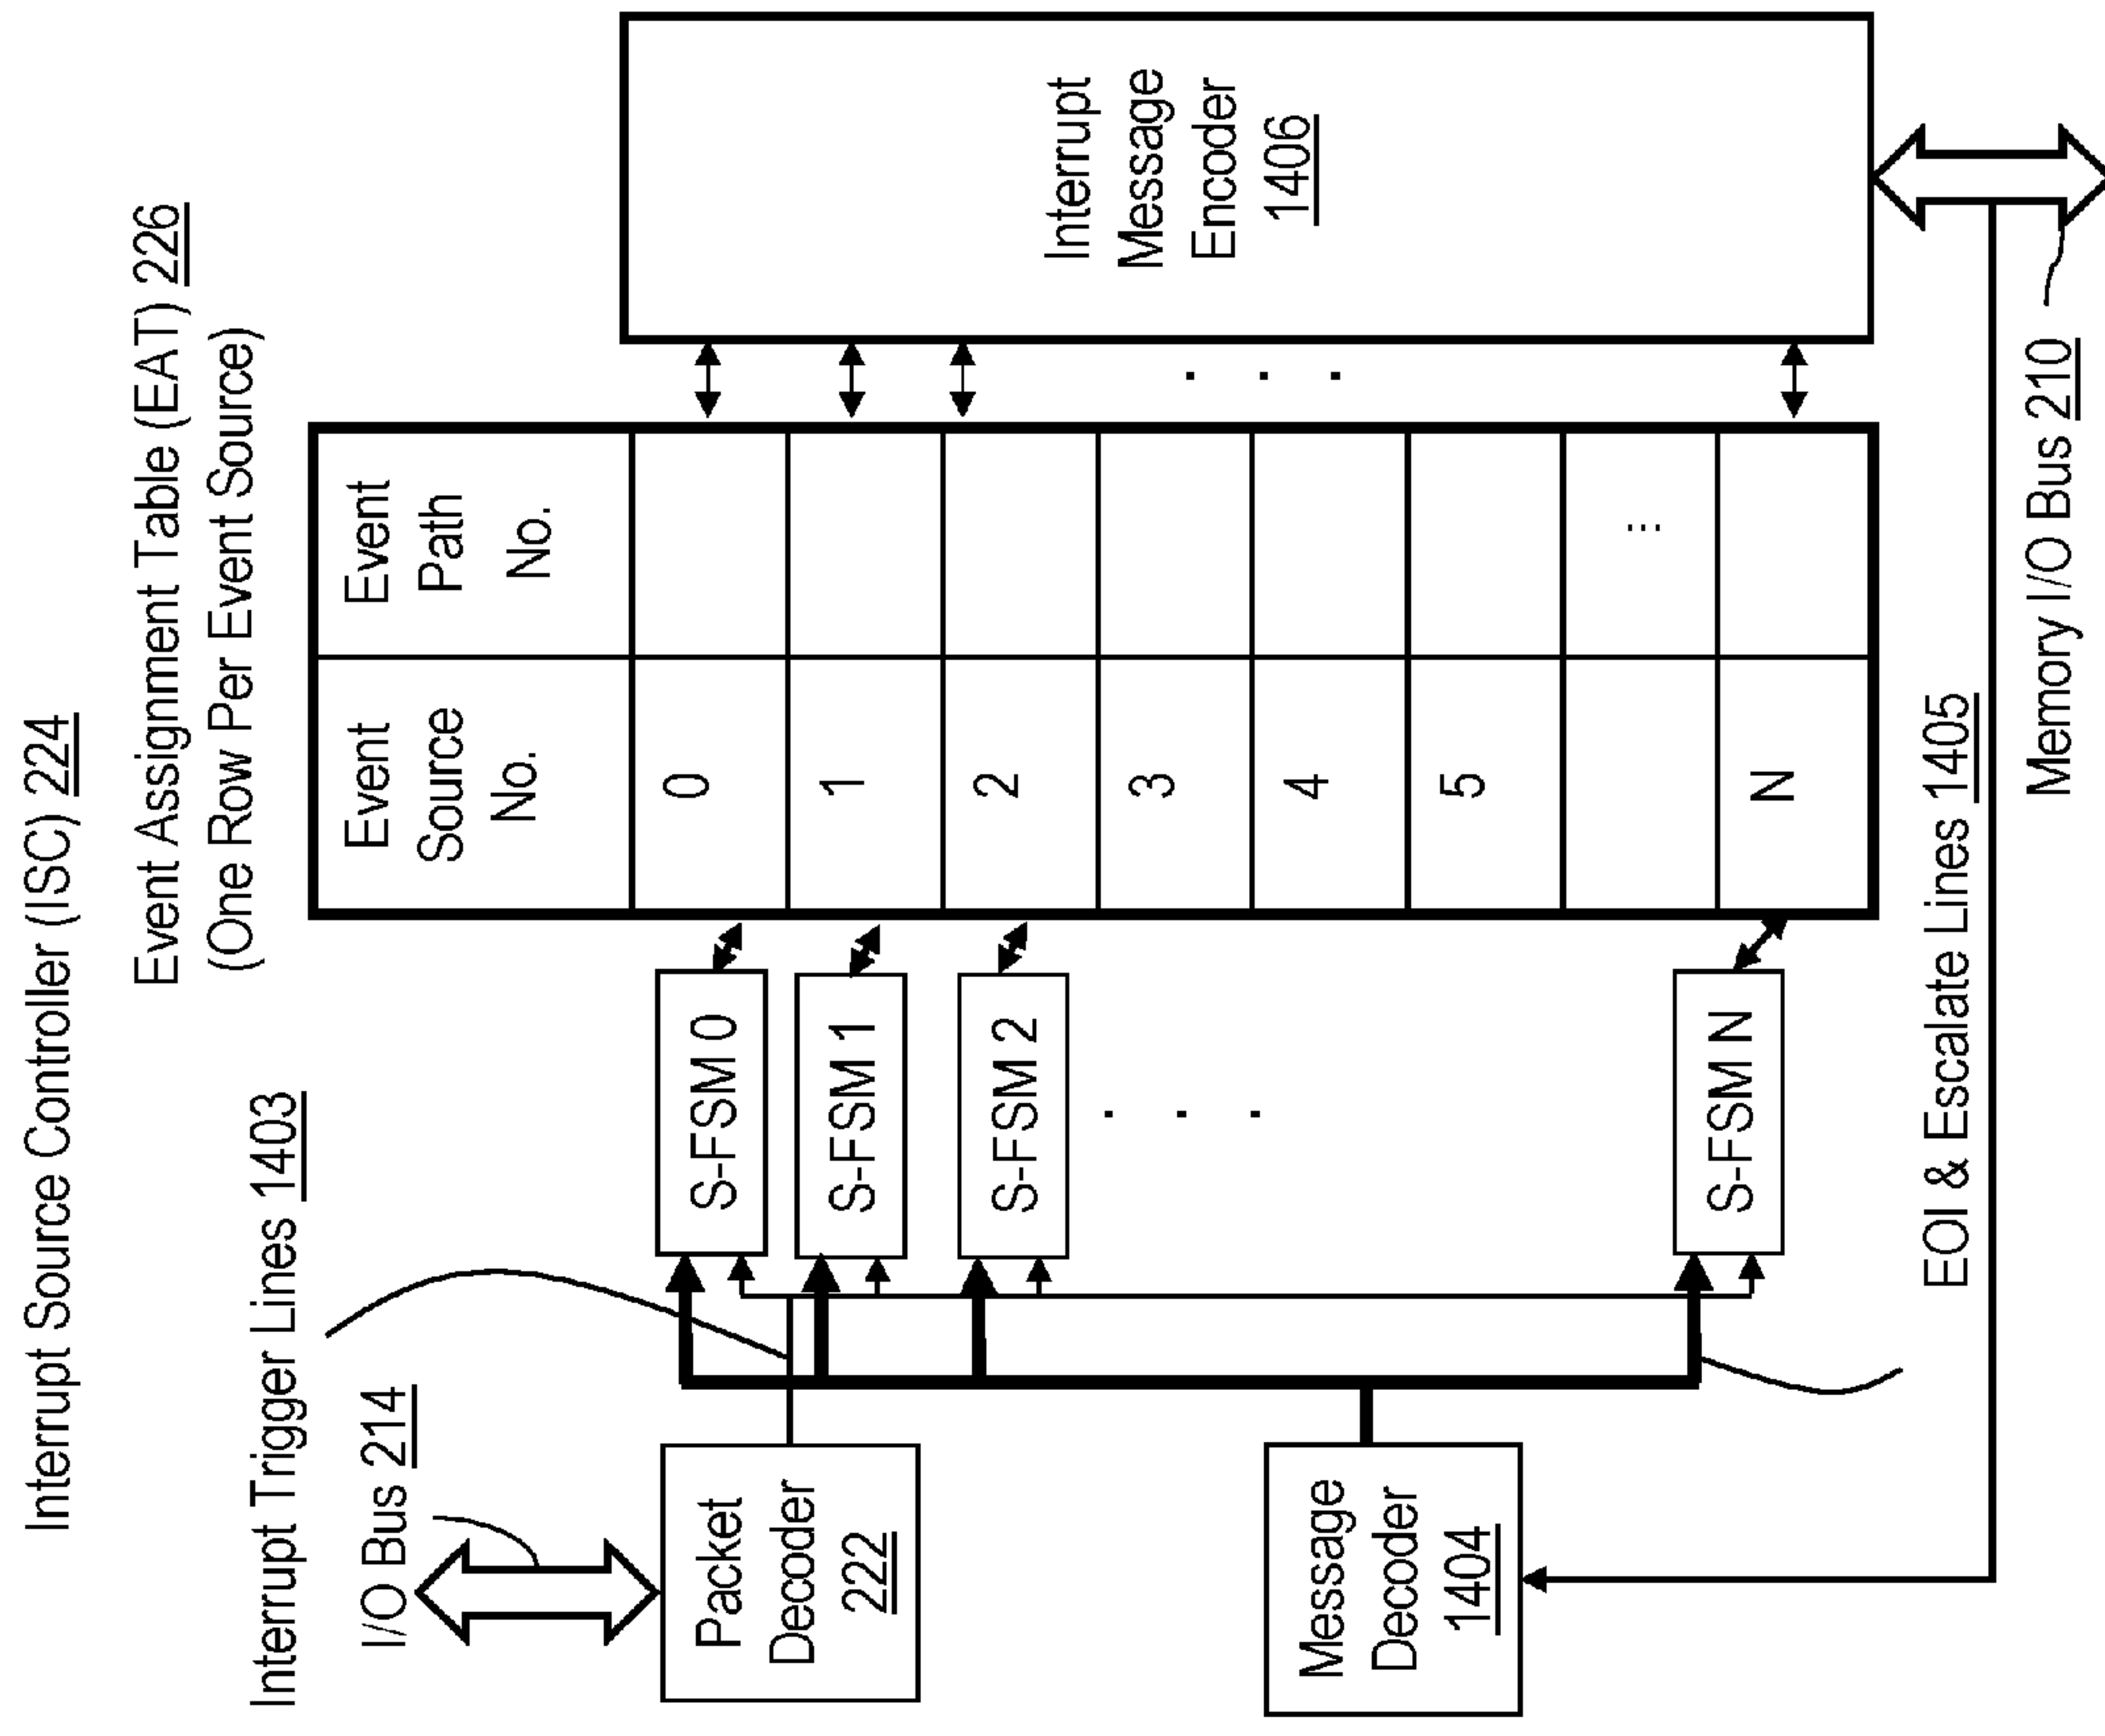 Interrupt Source Controller (ISC) 224
Event Assignment Table (EAT) 226
(One Row Per Event Source)
Interrupt Trigger Lines 1403
I/O Bus 214
Packet
Decoder
222
Message
Decoder
1404
S-FSM 0
S-FSM 1
S-FSM 2
. . .
S-FSM N
Event
Source
No.
Event
Path
No.
0
1
2
3
4
5
...
N
. . .
Interrupt
Message
Encoder
1406
EOI & Escalate Lines 1405
Memory I/O Bus 210